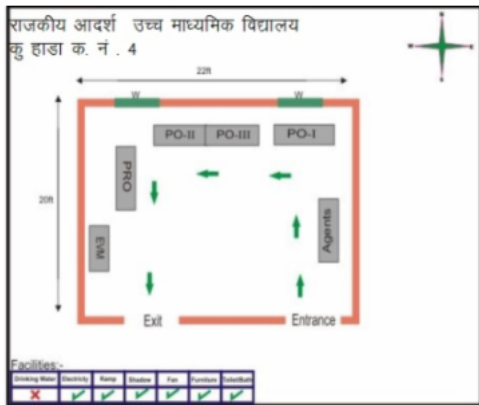 राजकीय आदर्श उच्च माध्यमिक विद्यालय
कु हाडा क. नं . 4
22ft
W W
PO-II PO-III PO-I
PRO
20ft
Agents
EVM
Exit Entrance
Facilities:-
Drinking Water Electricity Ramp Shadow Fan Furniture Toilet/Bath